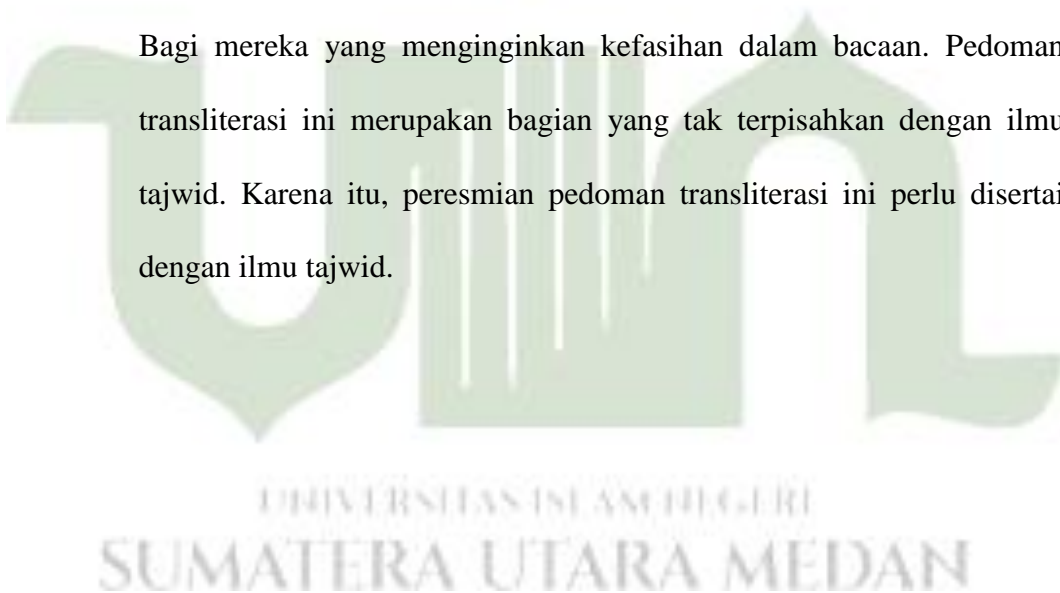 Bagi mereka yang menginginkan kefasihan dalam bacaan. Pedoman
transliterasi ini merupakan bagian yang tak terpisahkan dengan ilmu
tajwid. Karena itu, peresmian pedoman transliterasi ini perlu disertai
dengan ilmu tajwid.
UNIVERSITAS ISLAM NEGERI
SUMATERA UTARA MEDAN